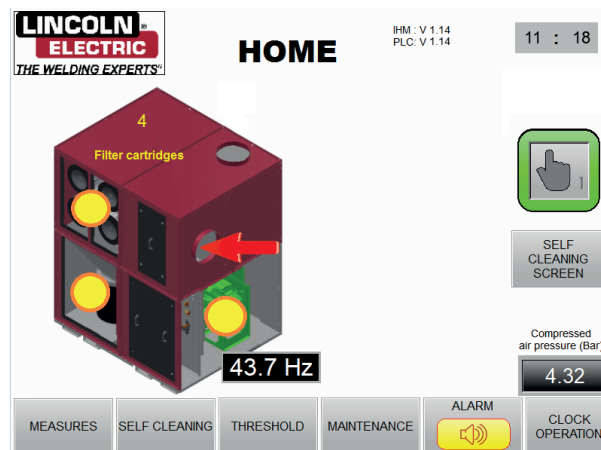 LINCOLN ®
ELECTRIC
THE WELDING EXPERTS®
HOME
IHM : V 1.14
PLC: V 1.14
11 : 18
4
Filter cartridges
1
SELF
CLEANING
SCREEN
Compressed
air pressure (Bar)
4.32
43.7 Hz
MEASURES
SELF CLEANING
THRESHOLD
MAINTENANCE
ALARM
CLOCK
OPERATION